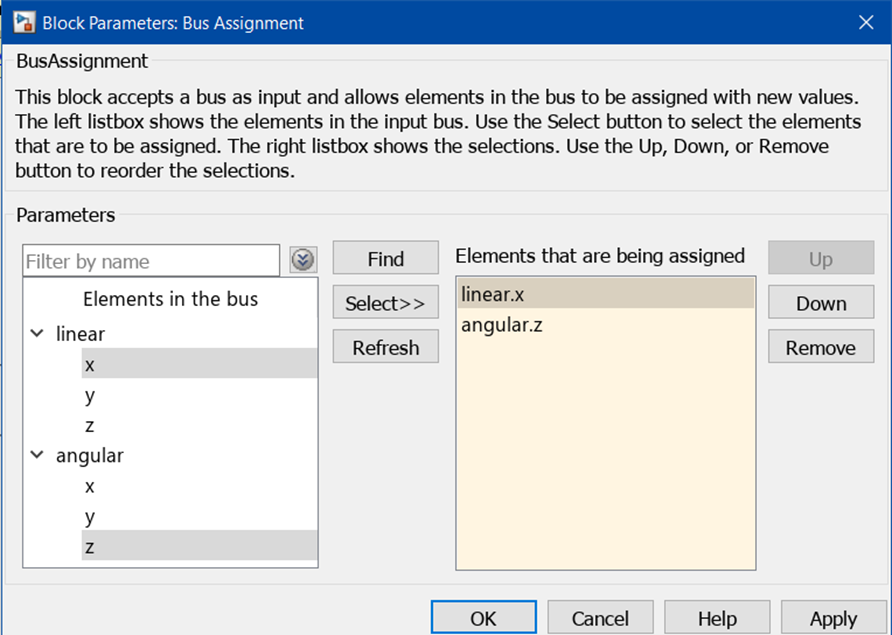 Block Parameters: Bus Assignment
BusAssignment
This block accepts a bus as input and allows elements in the bus to be assigned with new values.
The left listbox shows the elements in the input bus. Use the Select button to select the elements
that are to be assigned. The right listbox shows the selections. Use the Up, Down, or Remove
button to reorder the selections.
Parameters
Filter by name
Elements in the bus
linear
x
y
z
angular
x
y
z
Find
Select>>
Refresh
Elements that are being assigned
linear.x
angular.z
Up
Down
Remove
OK
Cancel
Help
Apply